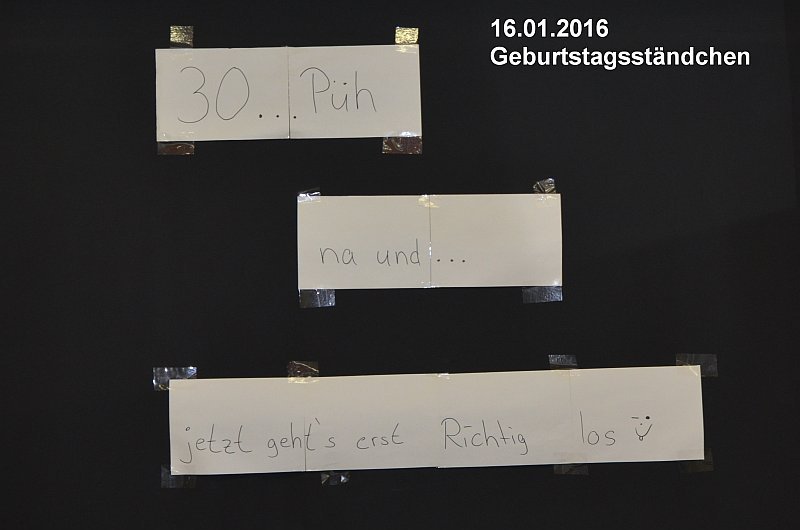 16.01.2016
Geburtstagsständchen
30... Püh
na und...
jetzt geht's erst Richtig los